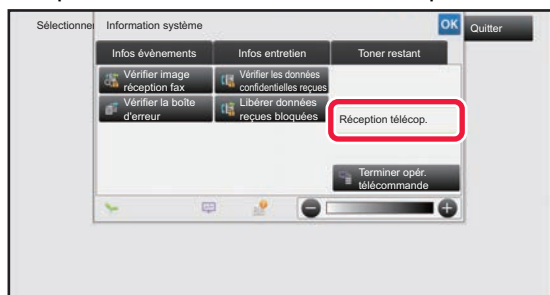 Sélectionne
Information système
OK
Quitter
Infos évènements
Infos entretien
Toner restant
Vérifier image
réception fax
Vérifier les données
confidentielles reçues
Vérifier la boîte
d'erreur
Libérer données
reçues bloquées
Réception télécop.
Terminer opér.
télécommande